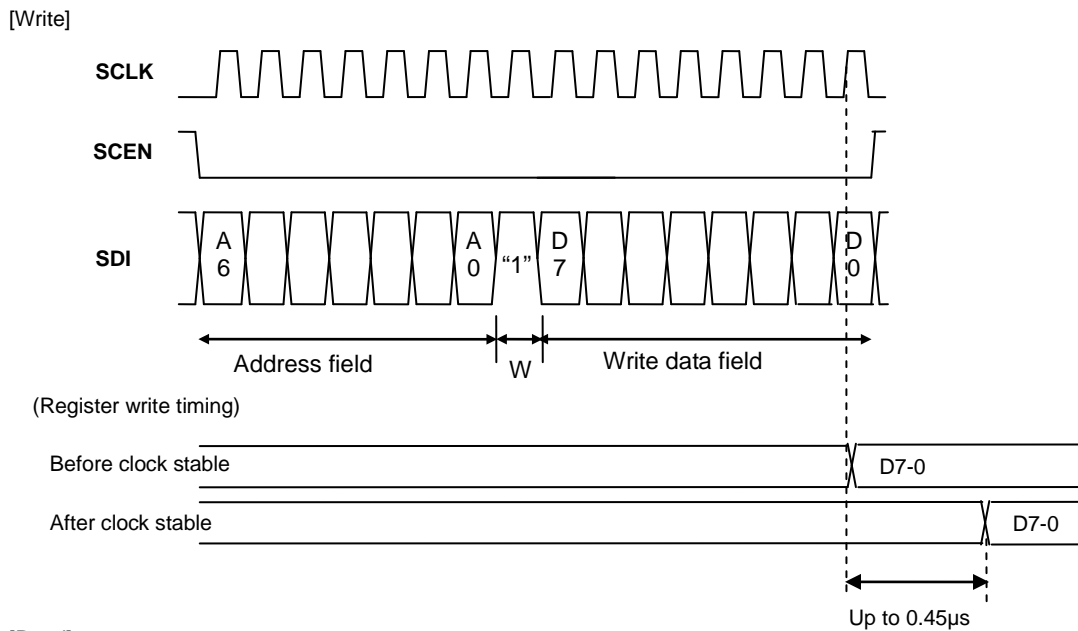 [Write]
SCLK
SCEN
SDI
A
6
A
0
“1”
D
7
D
0
Address field
W
Write data field
(Register write timing)
Before clock stable
D7-0
After clock stable
D7-0
Up to 0.45µs